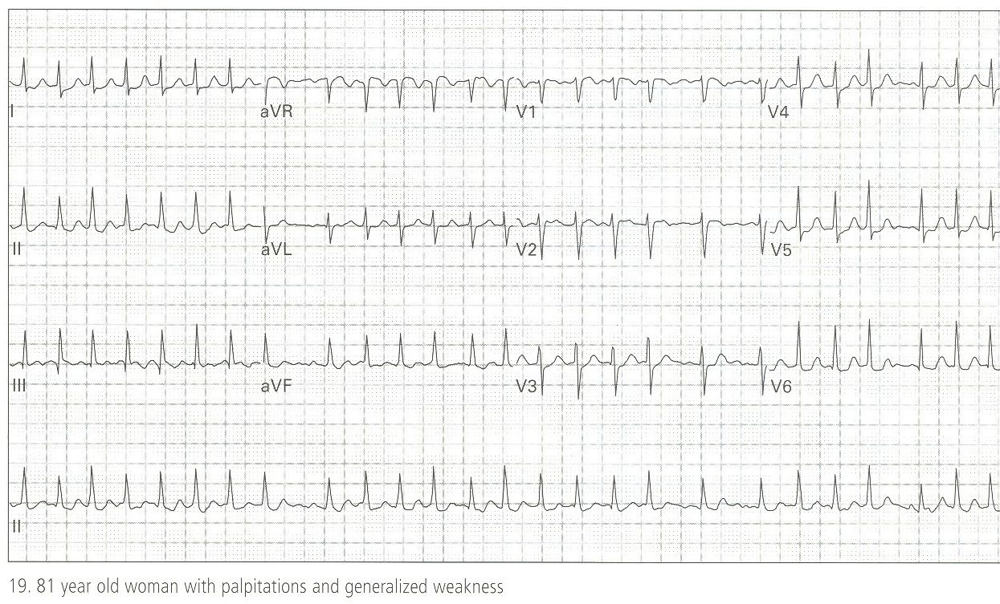 I aVR V1 V4
II aVL V2 V5
III aVF V3 V6
II
19. 81 year old woman with palpitations and generalized weakness